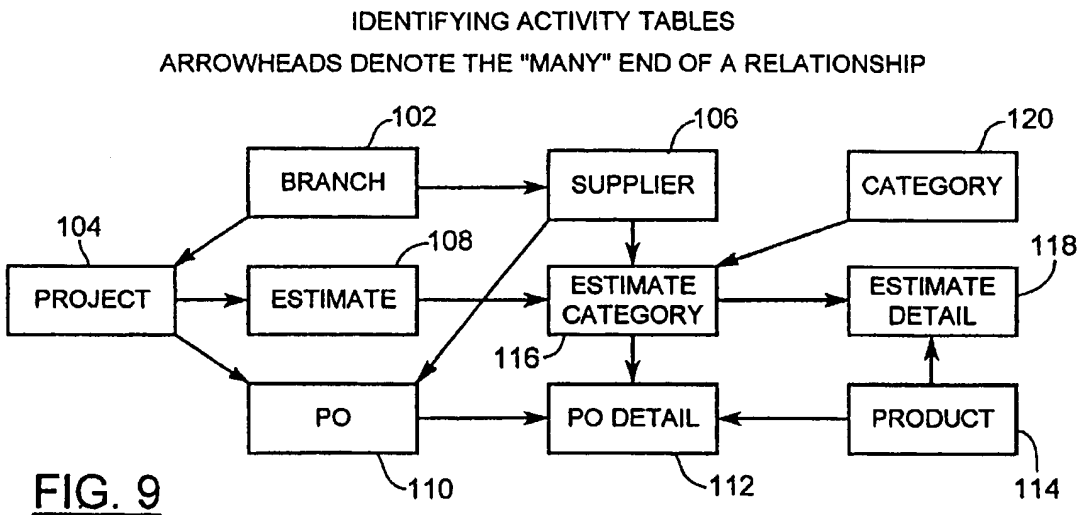 IDENTIFYING ACTIVITY TABLES
ARROWHEADS DENOTE THE "MANY" END OF A RELATIONSHIP
102
106
120
BRANCH
SUPPLIER
CATEGORY
104
108
118
PROJECT
ESTIMATE
ESTIMATE
CATEGORY
ESTIMATE
DETAIL
116
PO
PO DETAIL
PRODUCT
110
112
114
FIG. 9